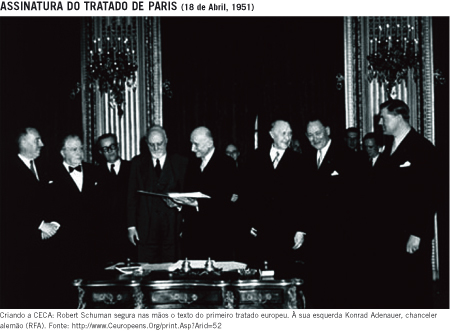 ASSINATURA DO TRATADO DE PARIS (18 de Abril, 1951)
Criando a CECA: Robert Schuman segura nas mãos o texto do primeiro tratado europeu. À sua esquerda Konrad Adenauer, chanceler
alemão (RFA). Fonte: http://www.Ceuropeens.Org/print.Asp?Arid=52